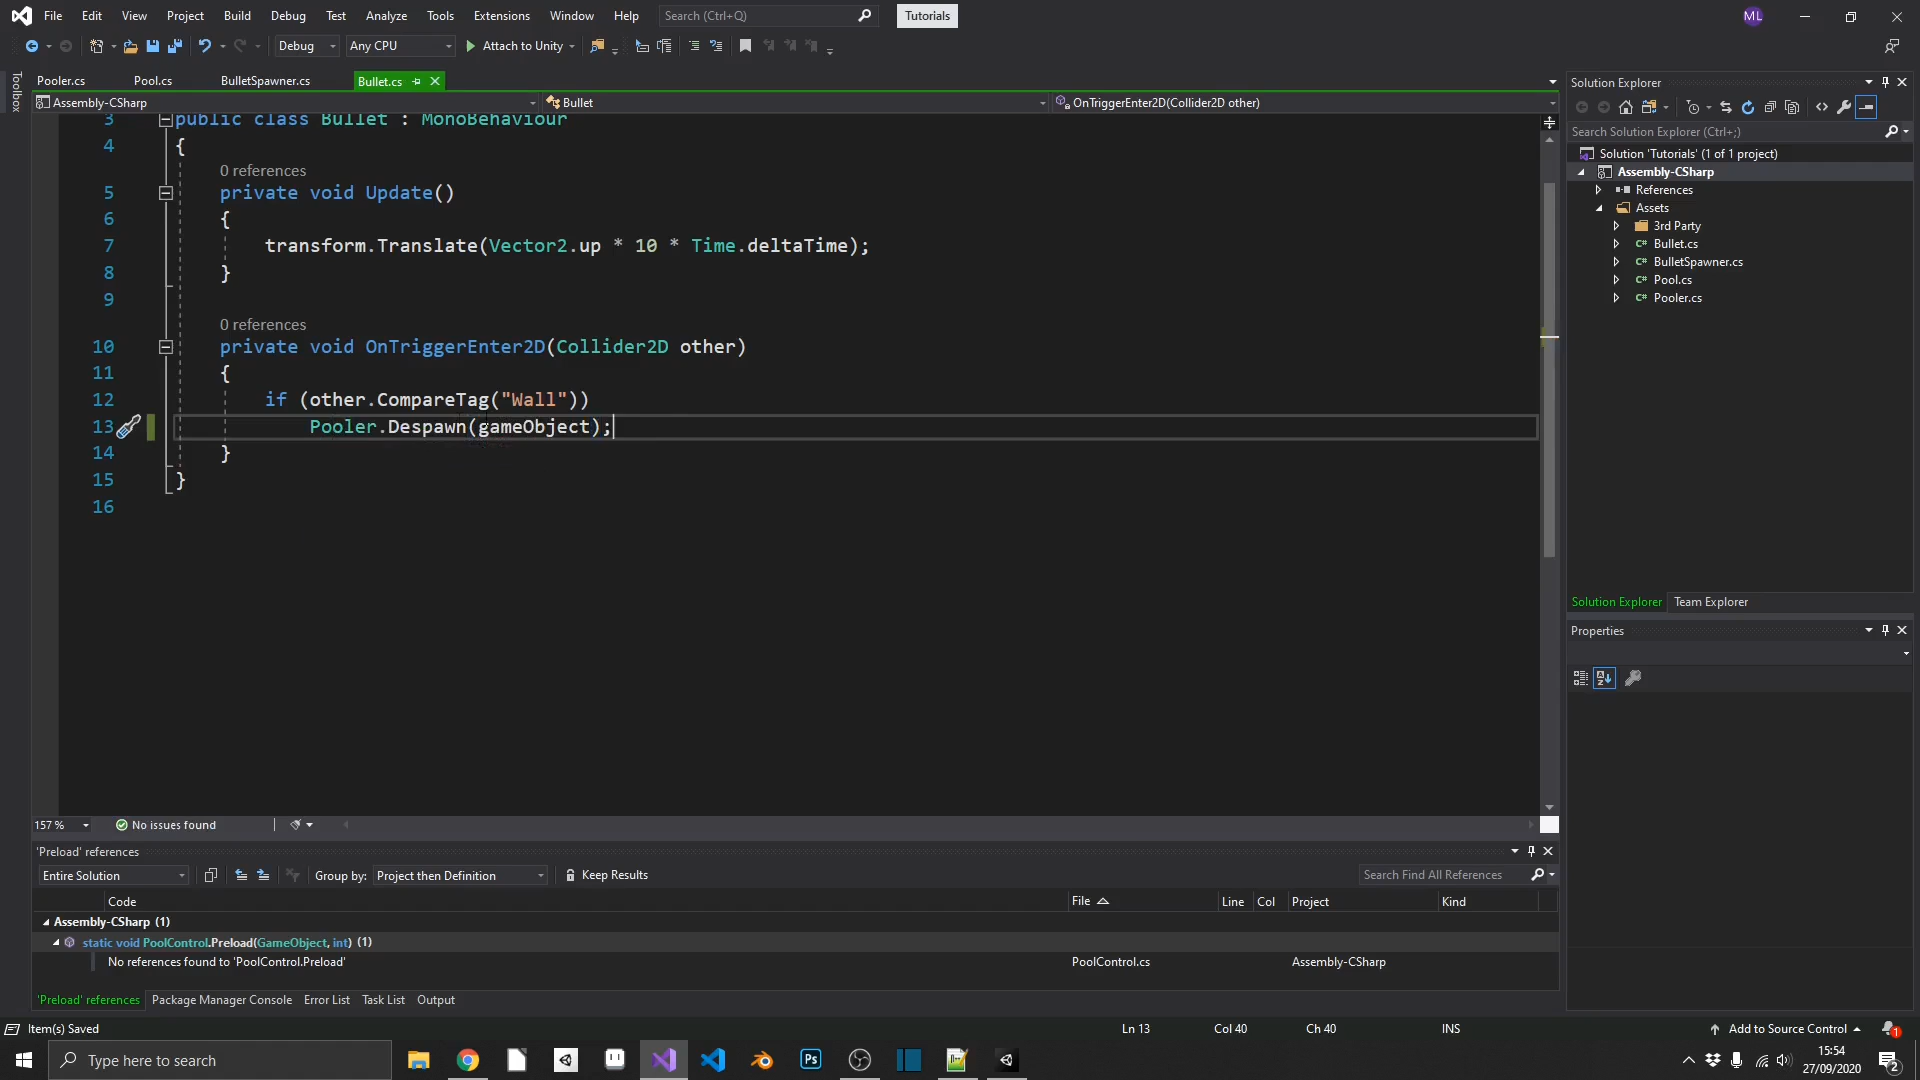 File Edit View Project Build Debug Test Analyze Tools Extensions Window Help Search (Ctrl+Q) Tutorials ML
Debug Any CPU Attach to Unity
Toolbox
Pooler.cs Pool.cs BulletSpawner.cs Bullet.cs
Assembly-CSharp Bullet OnTriggerEnter2D(Collider2D other)
3 public class Bullet : MonoBehaviour
4 {
0 references
5 private void Update()
6 {
7 transform.Translate(Vector2.up * 10 * Time.deltaTime);
8 }
9
0 references
10 private void OnTriggerEnter2D(Collider2D other)
11 {
12 if (other.CompareTag("Wall"))
13 Pooler.Despawn(gameObject);
14 }
15 }
16
157 % No issues found
Solution Explorer
Search Solution Explorer (Ctrl+;)
Solution 'Tutorials' (1 of 1 project)
Assembly-CSharp
References
Assets
3rd Party
C# Bullet.cs
C# BulletSpawner.cs
C# Pool.cs
C# Pooler.cs
Solution Explorer Team Explorer
Properties
'Preload' references
Entire Solution Group by: Project then Definition Keep Results Search Find All References
Code File Line Col Project Kind
Assembly-CSharp (1)
static void PoolControl.Preload(GameObject, int) (1)
No references found to 'PoolControl.Preload' PoolControl.cs Assembly-CSharp
'Preload' references Package Manager Console Error List Task List Output
Item(s) Saved Ln 13 Col 40 Ch 40 INS Add to Source Control 1
Type here to search Ps 15:54
27/09/2020 2